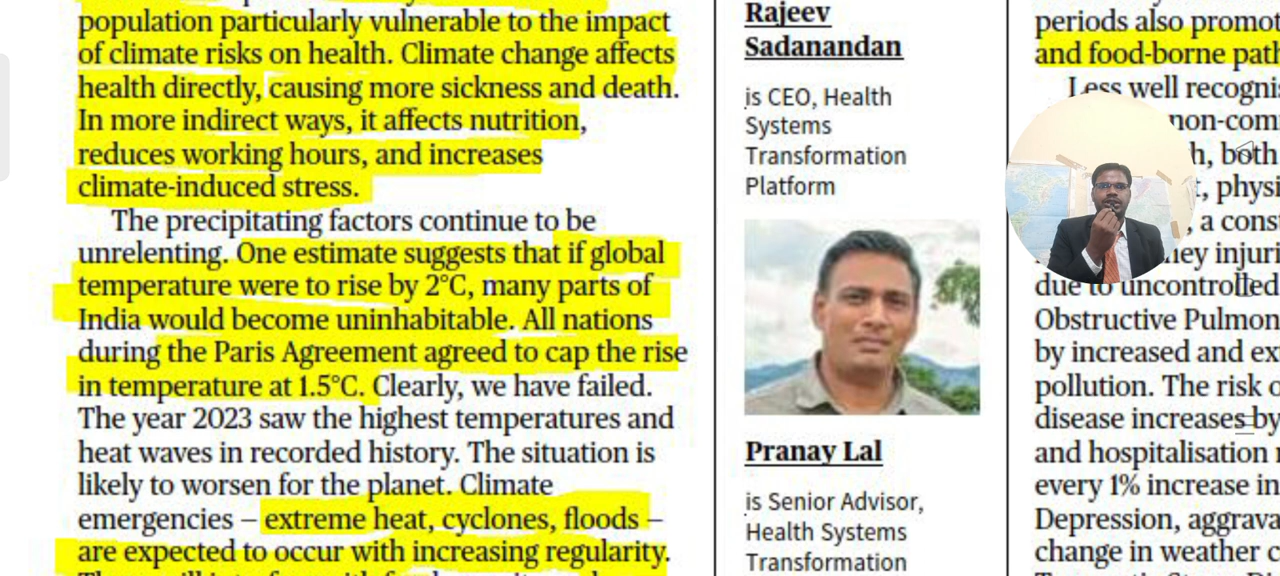 population particularly vulnerable to the impact
of climate risks on health. Climate change affects
health directly, causing more sickness and death.
In more indirect ways, it affects nutrition,
reduces working hours, and increases
climate-induced stress.
The precipitating factors continue to be
unrelenting. One estimate suggests that if global
temperature were to rise by 2°C, many parts of
India would become uninhabitable. All nations
during the Paris Agreement agreed to cap the rise
in temperature at 1.5°C. Clearly, we have failed.
The year 2023 saw the highest temperatures and
heat waves in recorded history. The situation is
likely to worsen for the planet. Climate
emergencies – extreme heat, cyclones, floods –
are expected to occur with increasing regularity.
Rajeev
Sadanandan
is CEO, Health
Systems
Transformation
Platform
Pranay Lal
is Senior Advisor,
Health Systems
Transformation
periods also promot
and food-borne path
Less well recognis
non-com
h, both
, physi
, a cons
ney injuri
due to uncontrolled
Obstructive Pulmon
by increased and ex
pollution. The risk o
disease increases by
and hospitalisation
every 1% increase in
Depression, aggrava
change in weather c